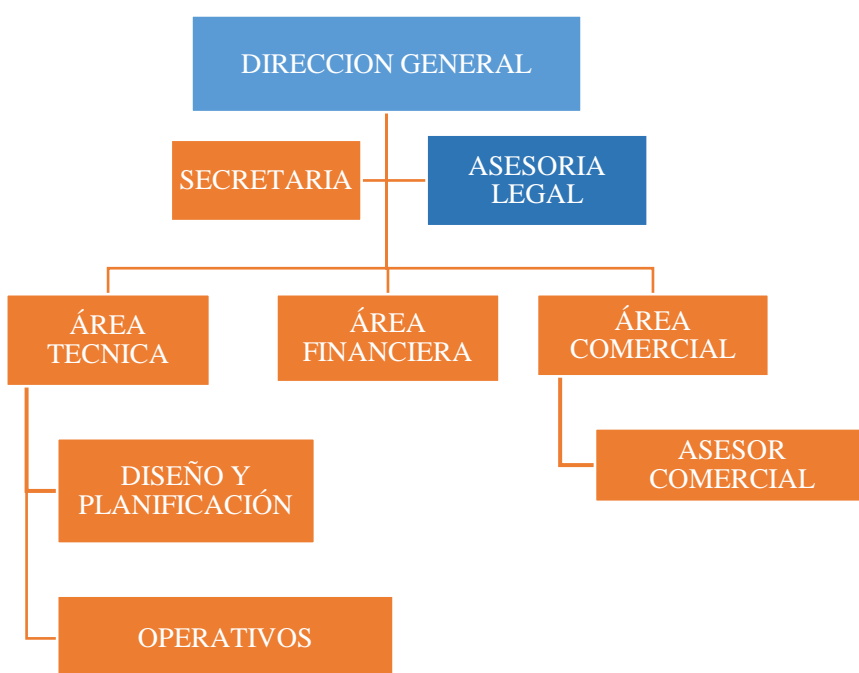 DIRECCION GENERAL
SECRETARIA
ASESORIA
LEGAL
ÁREA
TECNICA
ÁREA
FINANCIERA
ÁREA
COMERCIAL
DISEÑO Y
PLANIFICACIÓN
ASESOR
COMERCIAL
OPERATIVOS